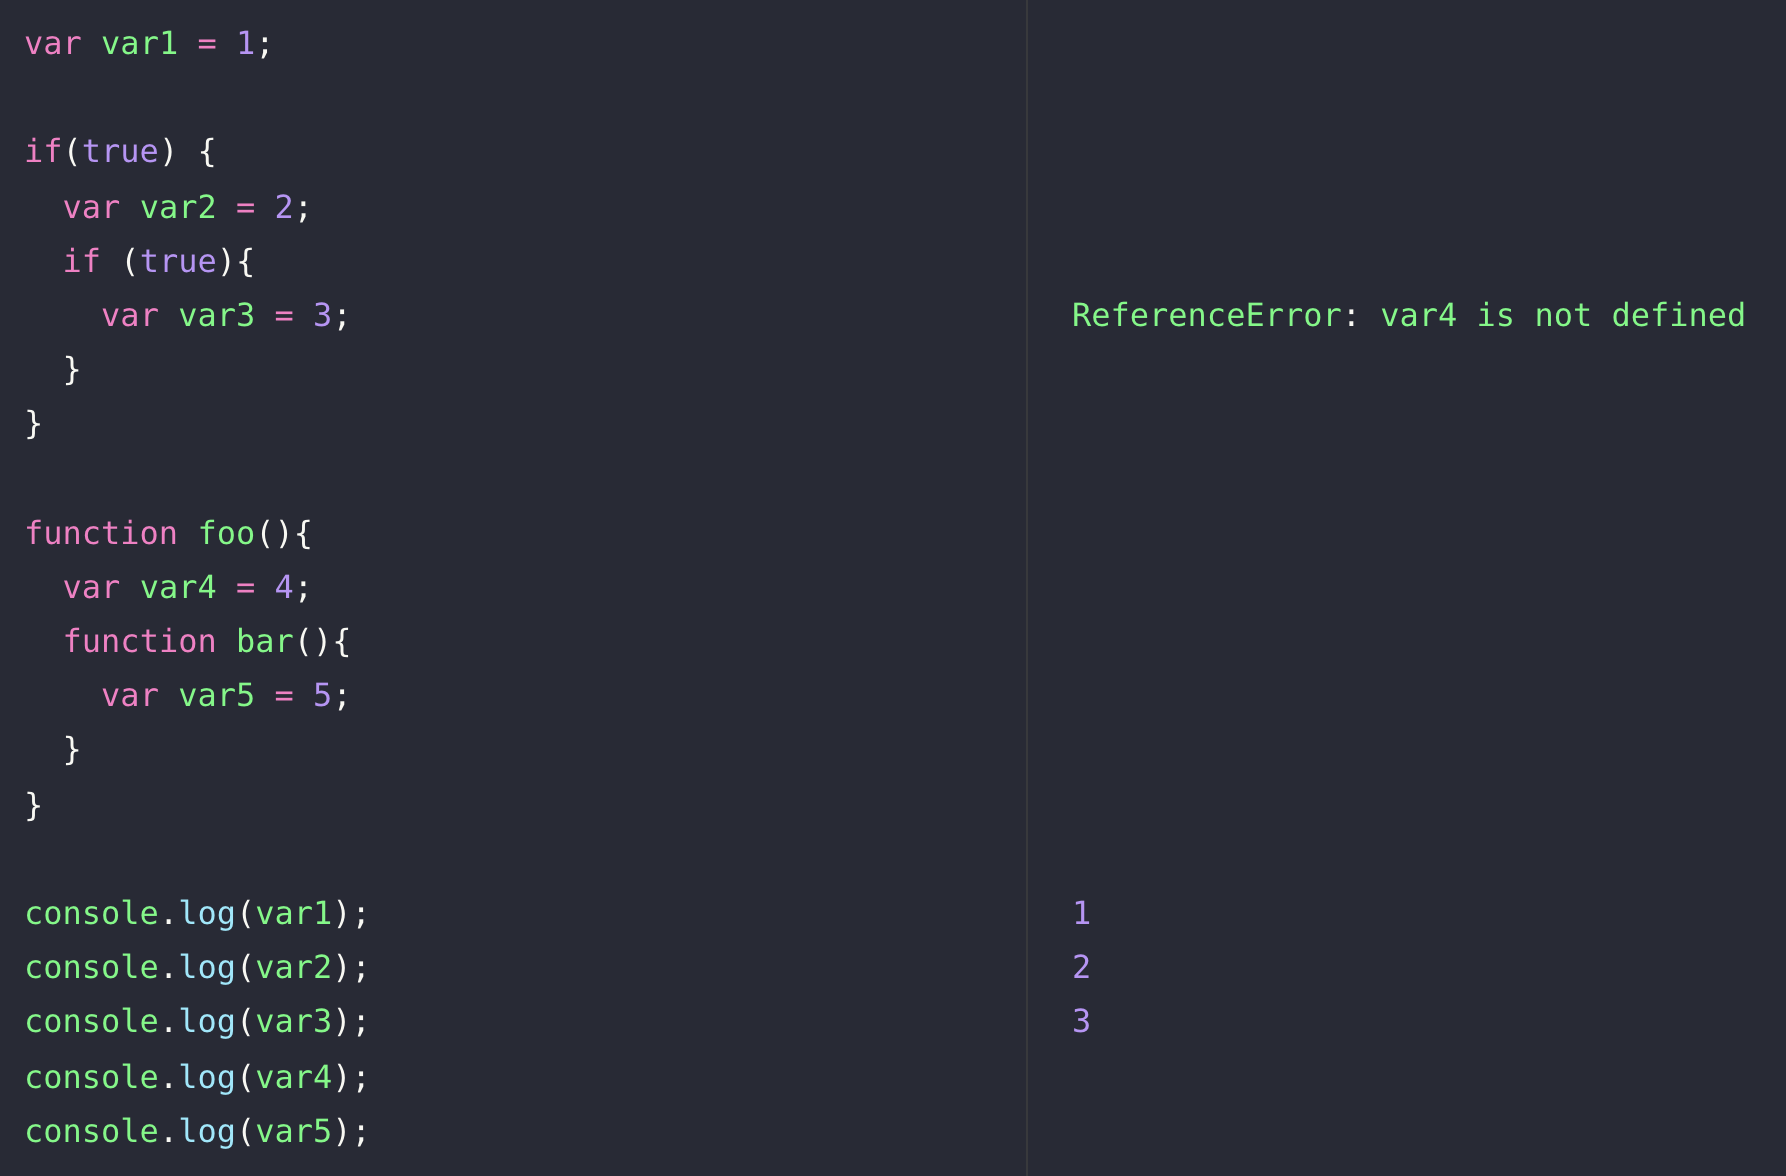 var var1 = 1;
if(true) {
  var var2 = 2;
  if (true){
    var var3 = 3;
  }
}
function foo(){
  var var4 = 4;
  function bar(){
    var var5 = 5;
  }
}
console.log(var1);
console.log(var2);
console.log(var3);
console.log(var4);
console.log(var5);
ReferenceError: var4 is not defined
1
2
3